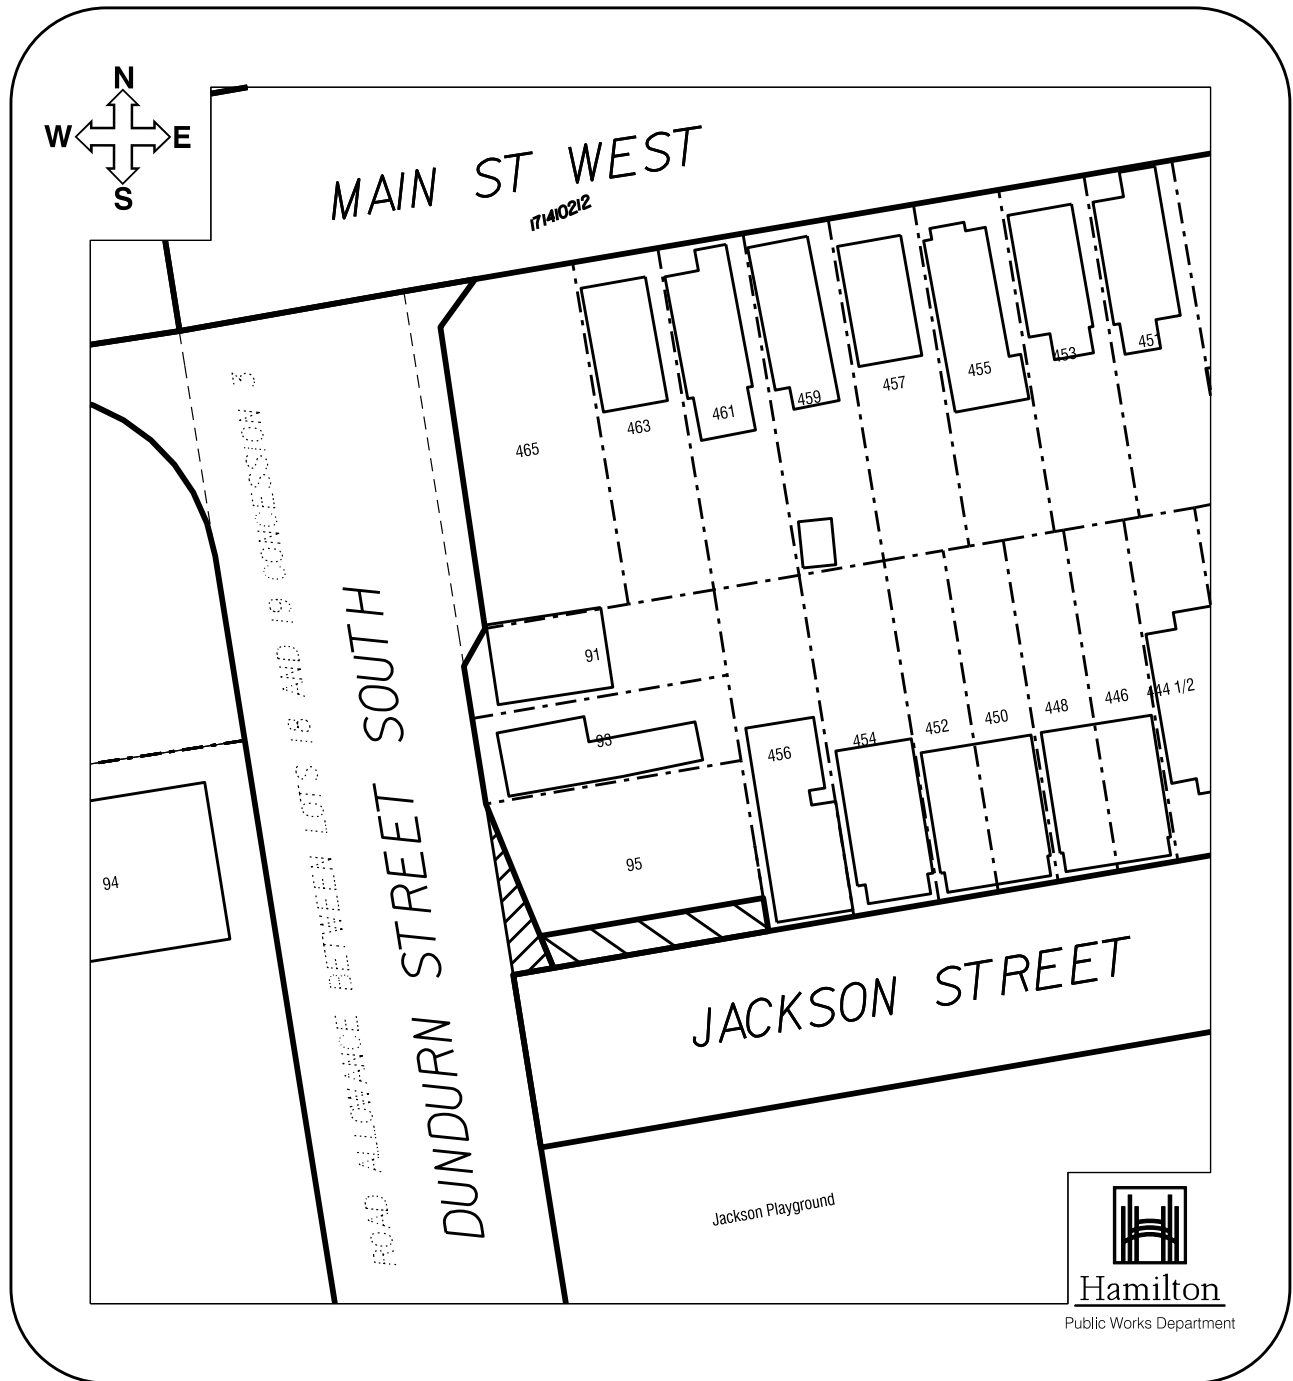 N
W E
S
MAIN ST WEST
171410212
451
453
455
457
459
461
463
465
ROAD ALLOWANCE BETWEEN LOTS 18 AND 19 CONCESSION 3
DUNDURN STREET SOUTH
91
93
95
94
456
454
452
450
448
446
444 1/2
JACKSON STREET
Jackson Playground
Hamilton
Public Works Department